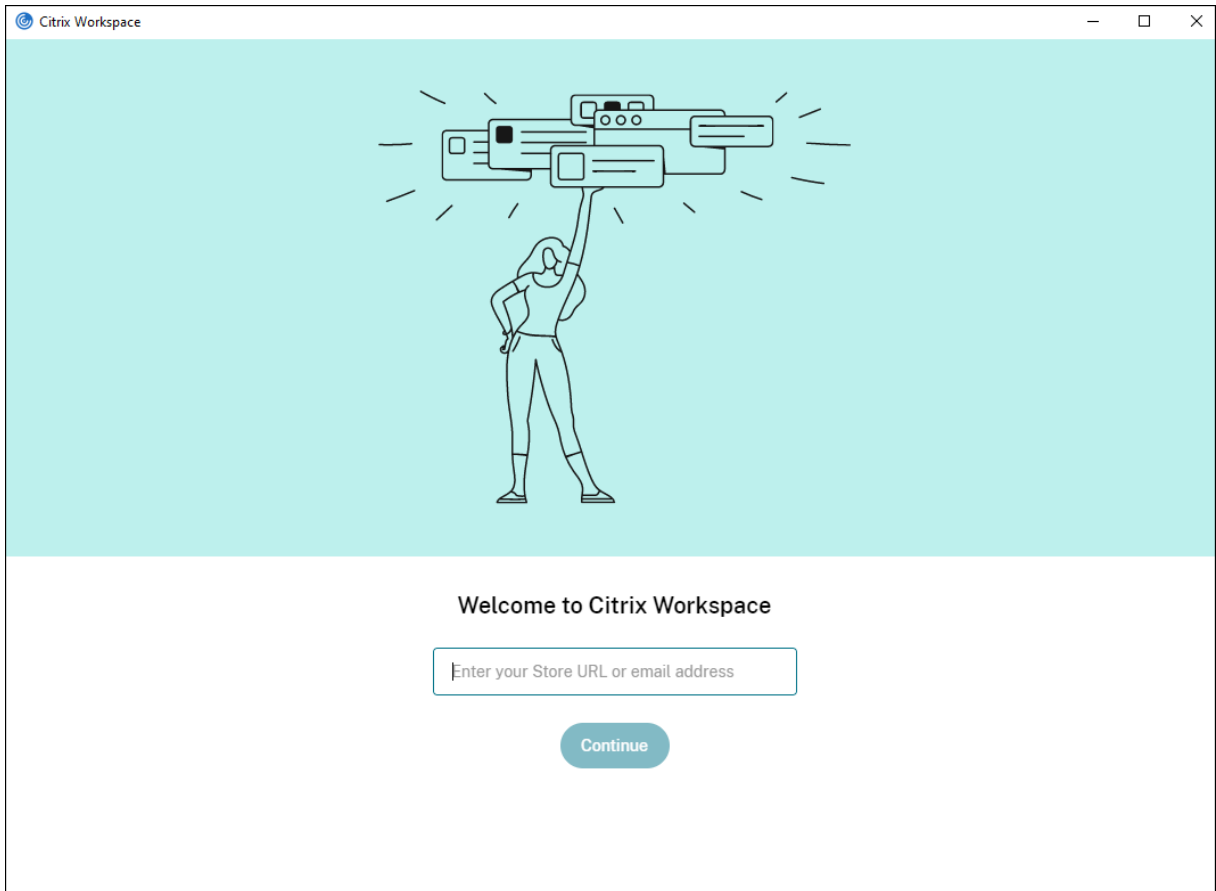 Citrix Workspace
Welcome to Citrix Workspace
Enter your Store URL or email address
Continue